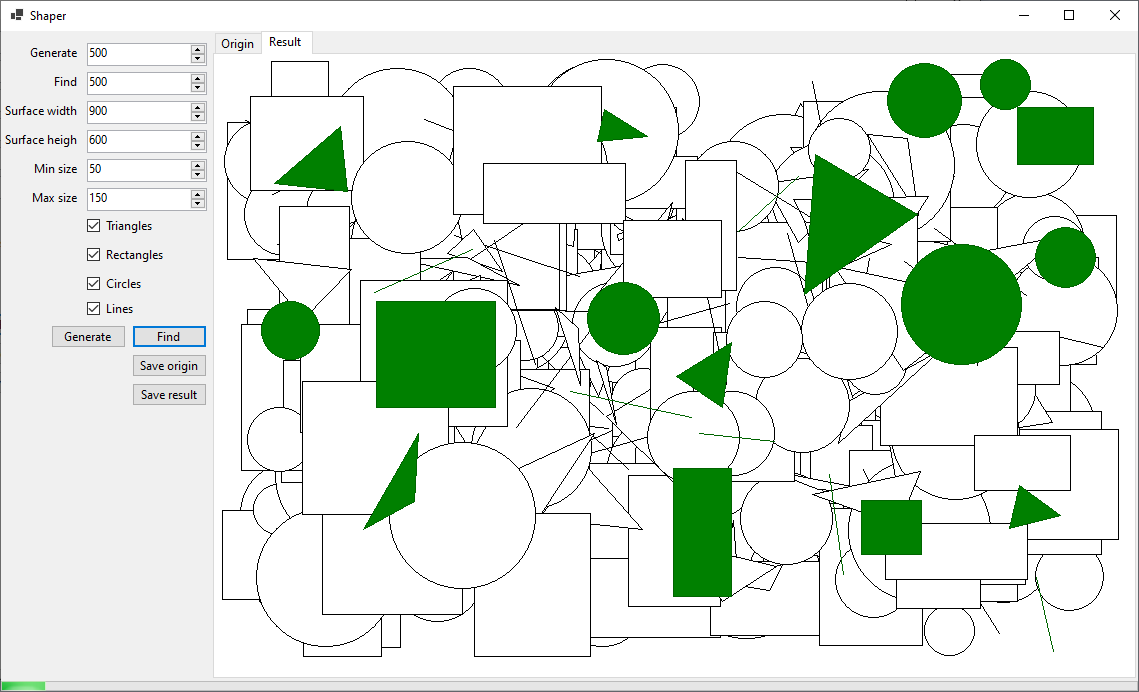 Shaper
Origin Result
Generate 500
Find 500
Surface width 900
Surface heigh 600
Min size 50
Max size 150
Triangles
Rectangles
Circles
Lines
Generate Find
Save origin
Save result